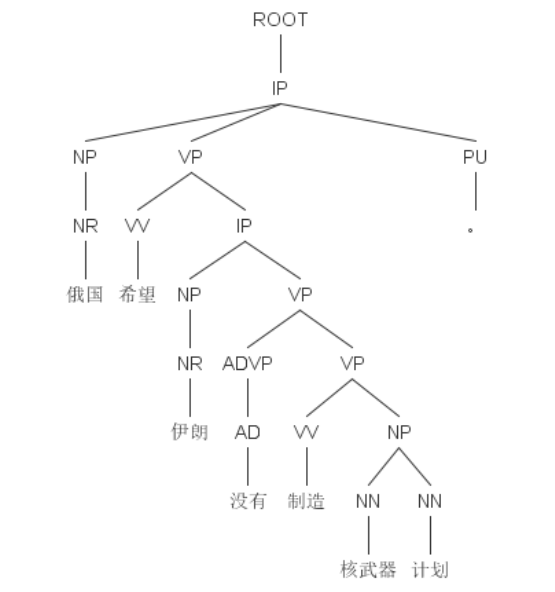 ROOT
IP
NP VP PU
NR VV IP 。
俄国 希望 NP VP
NR ADVP VP
伊朗 AD VV NP
没有 制造 NN NN
核武器 计划